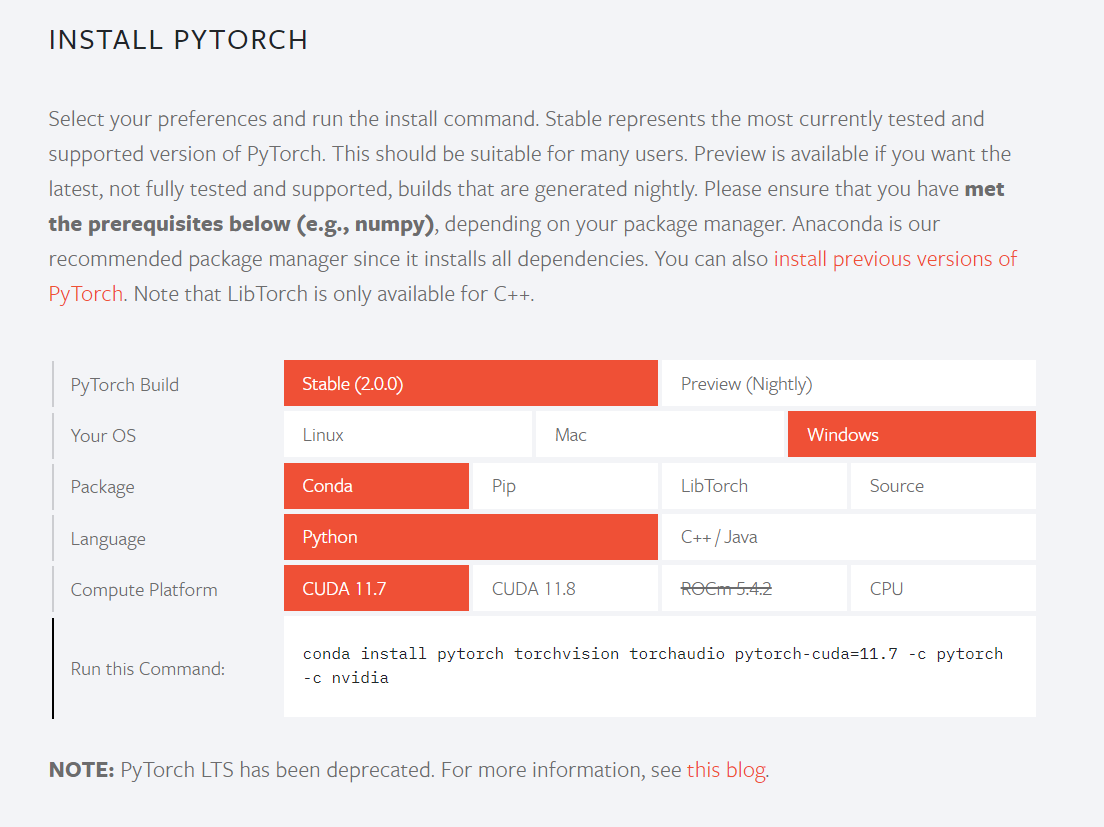 INSTALL PYTORCH
Select your preferences and run the install command. Stable represents the most currently tested and
supported version of PyTorch. This should be suitable for many users. Preview is available if you want the
latest, not fully tested and supported, builds that are generated nightly. Please ensure that you have met
the prerequisites below (e.g., numpy), depending on your package manager. Anaconda is our
recommended package manager since it installs all dependencies. You can also install previous versions of
PyTorch. Note that LibTorch is only available for C++.
PyTorch Build Stable (2.0.0) Preview (Nightly)
Your OS Linux Mac Windows
Package Conda Pip LibTorch Source
Language Python C++ / Java
Compute Platform CUDA 11.7 CUDA 11.8 ROCm 5.4.2 CPU
Run this Command:
conda install pytorch torchvision torchaudio pytorch-cuda=11.7 -c pytorch
-c nvidia
NOTE: PyTorch LTS has been deprecated. For more information, see this blog.